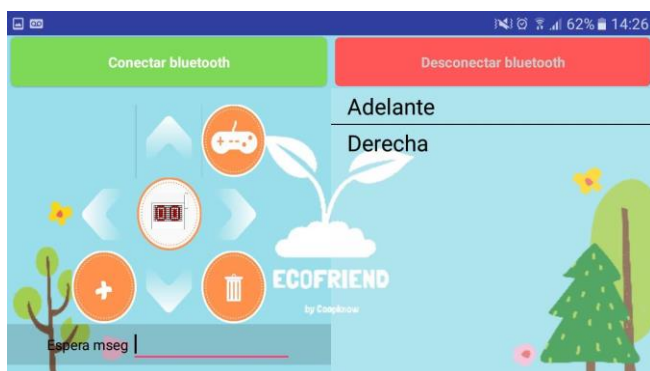 62% 14:26
Conectar bluetooth
Desconectar bluetooth
Adelante
Derecha
ECOFRIEND
by Coopknow
Espera mseg